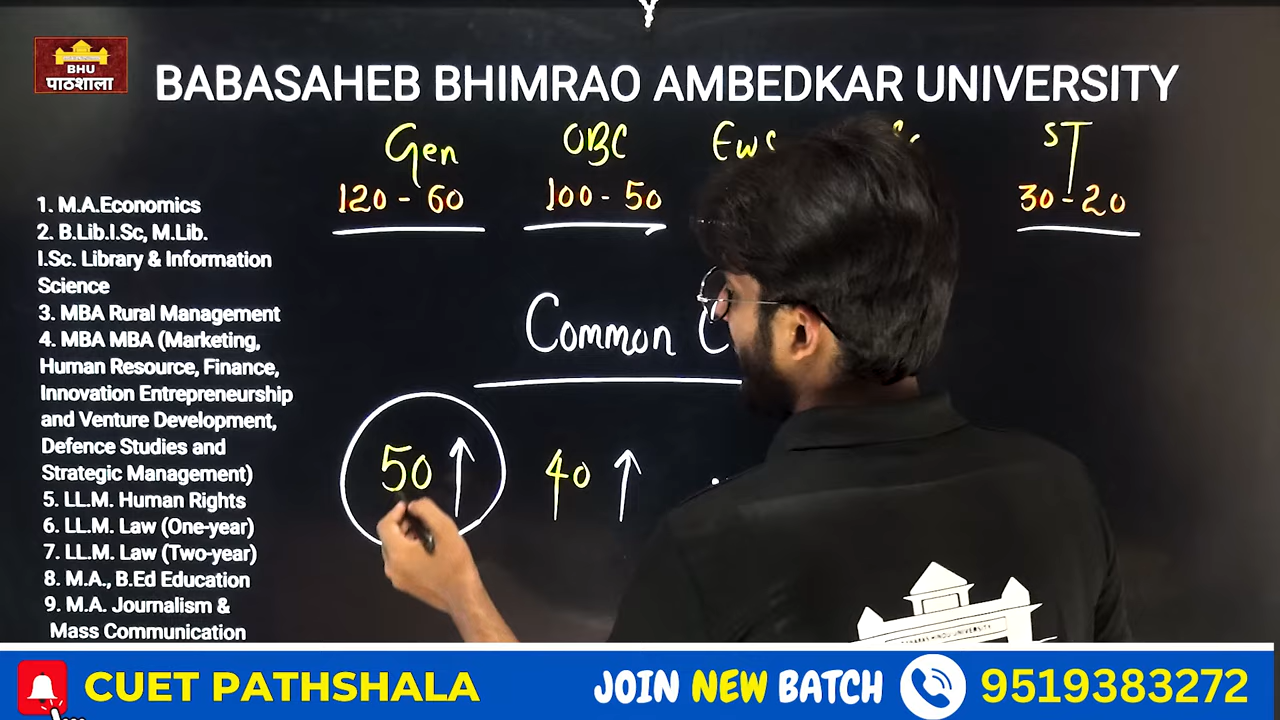 BHU
पाठशाला
BABASAHEB BHIMRAO AMBEDKAR UNIVERSITY
Gen OBC EWS ST
120 - 60 100 - 50 30 - 20
1. M.A.Economics
2. B.Lib.I.Sc, M.Lib.
I.Sc. Library & Information
Science
3. MBA Rural Management
4. MBA MBA (Marketing,
Human Resource, Finance,
Innovation Entrepreneurship
and Venture Development,
Defence Studies and
Strategic Management)
5. LL.M. Human Rights
6. LL.M. Law (One-year)
7. LL.M. Law (Two-year)
8. M.A., B.Ed Education
9. M.A. Journalism &
Mass Communication
Common C
50 ↑ 40 ↑
CUET PATHSHALA JOIN NEW BATCH 9519383272